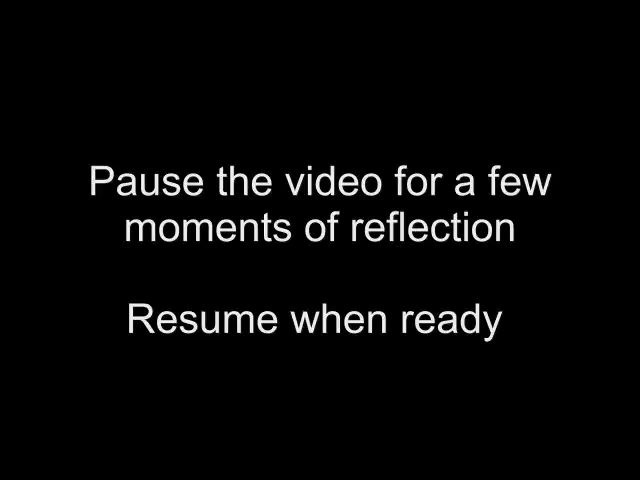 Pause the video for a few
moments of reflection
Resume when ready